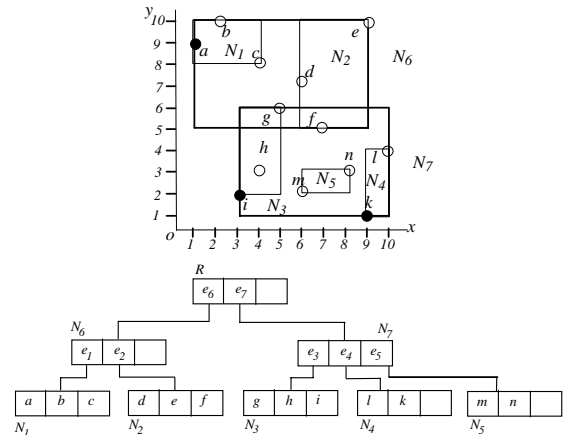 y
10 b e
9 a N1 c N2 N6
8 d
7
6 g f
5
4 h n l N7
3 m N5 N4
2 i N3 k
1
o 1 2 3 4 5 6 7 8 9 10 x
R
e6 e7
N6 N7
e1 e2 e3 e4 e5
a b c d e f g h i l k m n
N1 N2 N3 N4 N5